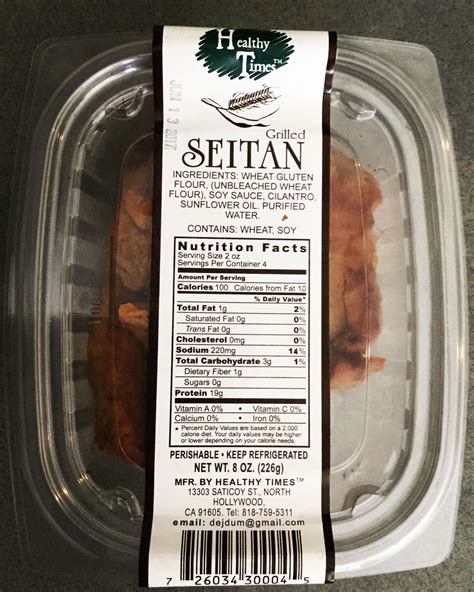 Healthy
Times™
JUN 13 2017
Grilled
SEITAN
INGREDIENTS: WHEAT GLUTEN
FLOUR, (UNBLEACHED WHEAT
FLOUR), SOY SAUCE, CILANTRO,
SUNFLOWER OIL. PURIFIED
WATER.
CONTAINS: WHEAT, SOY
Nutrition Facts
Serving Size 2 oz
Servings Per Container 4
Amount Per Serving
Calories 100 Calories from Fat 10
% Daily Value*
Total Fat 1g 2%
Saturated Fat 0g 0%
Trans Fat 0g 0%
Cholesterol 0mg 0%
Sodium 220mg 14%
Total Carbohydrate 3g 1%
Dietary Fiber 1g
Sugars 0g
Protein 19g
Vitamin A 0% • Vitamin C 0%
Calcium 0% • Iron 0%
* Percent Daily Values are based on a 2,000
calorie diet. Your daily values may be higher
or lower depending on your calorie needs.
PERISHABLE • KEEP REFRIGERATED
NET WT. 8 OZ. (226g)
MFR. BY HEALTHY TIMES™
13303 SATICOY ST., NORTH
HOLLYWOOD,
CA 91605. Tel: 818-759-5311
email: dejdum@gmail.com
7 26034 30004 5